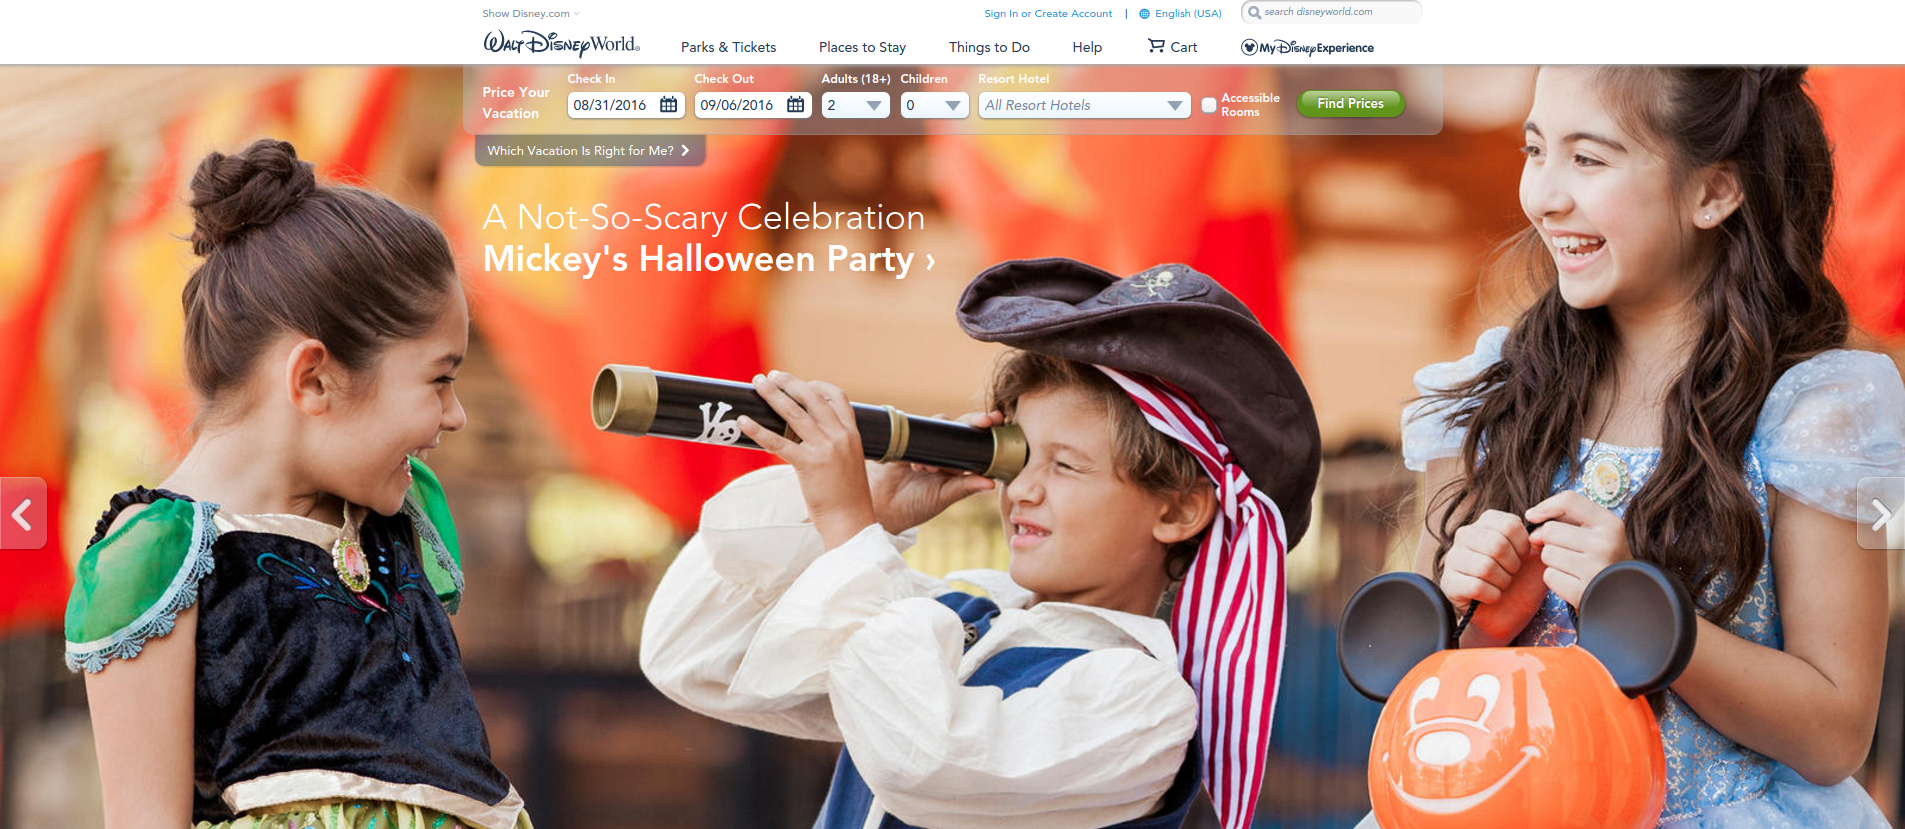 Show Disney.com
Sign In or Create Account | English (USA)
search disneyworld.com
Walt Disney World.
Parks & Tickets
Places to Stay
Things to Do
Help
Cart
My Disney Experience
Price Your
Vacation
Check In
08/31/2016
Check Out
09/06/2016
Adults (18+)
2
Children
0
Resort Hotel
All Resort Hotels
Accessible
Rooms
Find Prices
Which Vacation Is Right for Me?
A Not-So-Scary Celebration
Mickey's Halloween Party ›